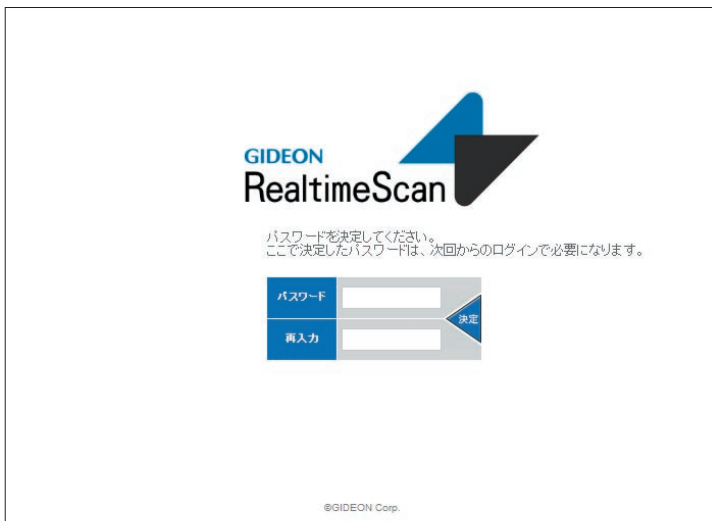 GIDEON
RealtimeScan
パスワードを決定してください。
ここで決定したパスワードは、次回からのログインで必要になります。
パスワード
決定
再入力
©GIDEON Corp.